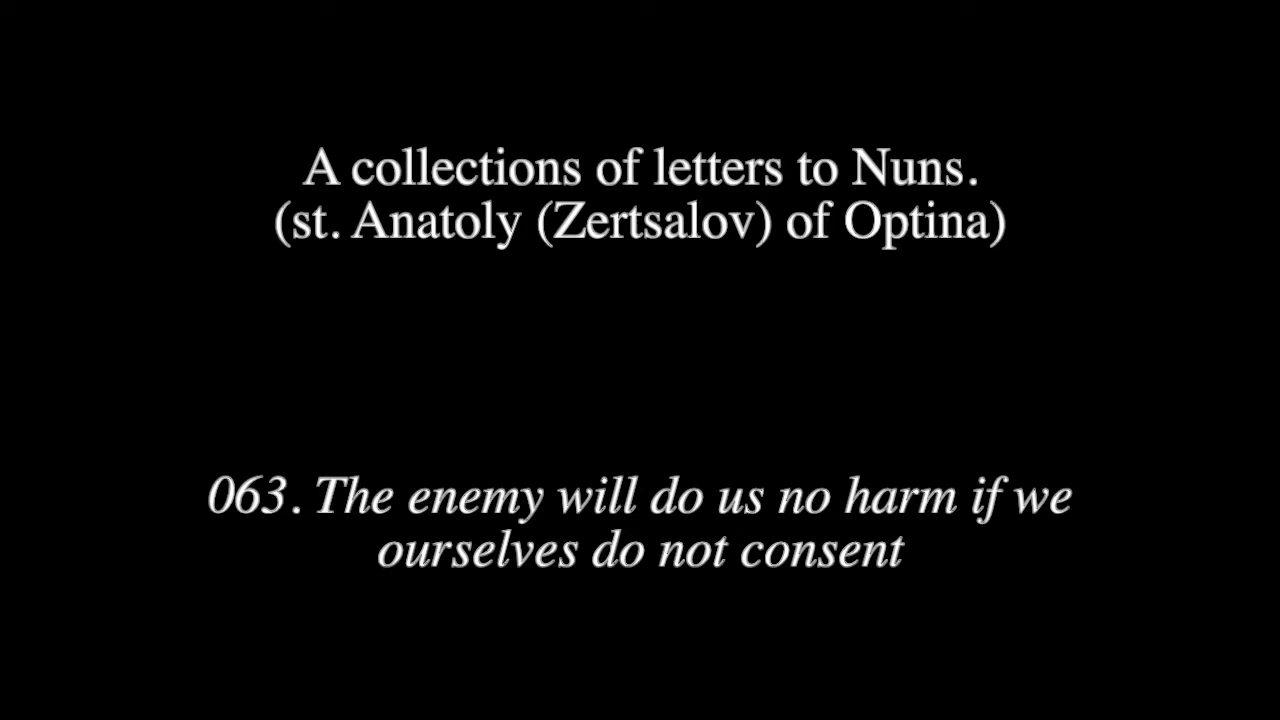 A collections of letters to Nuns.
(st. Anatoly (Zertsalov) of Optina)
063. The enemy will do us no harm if we
ourselves do not consent